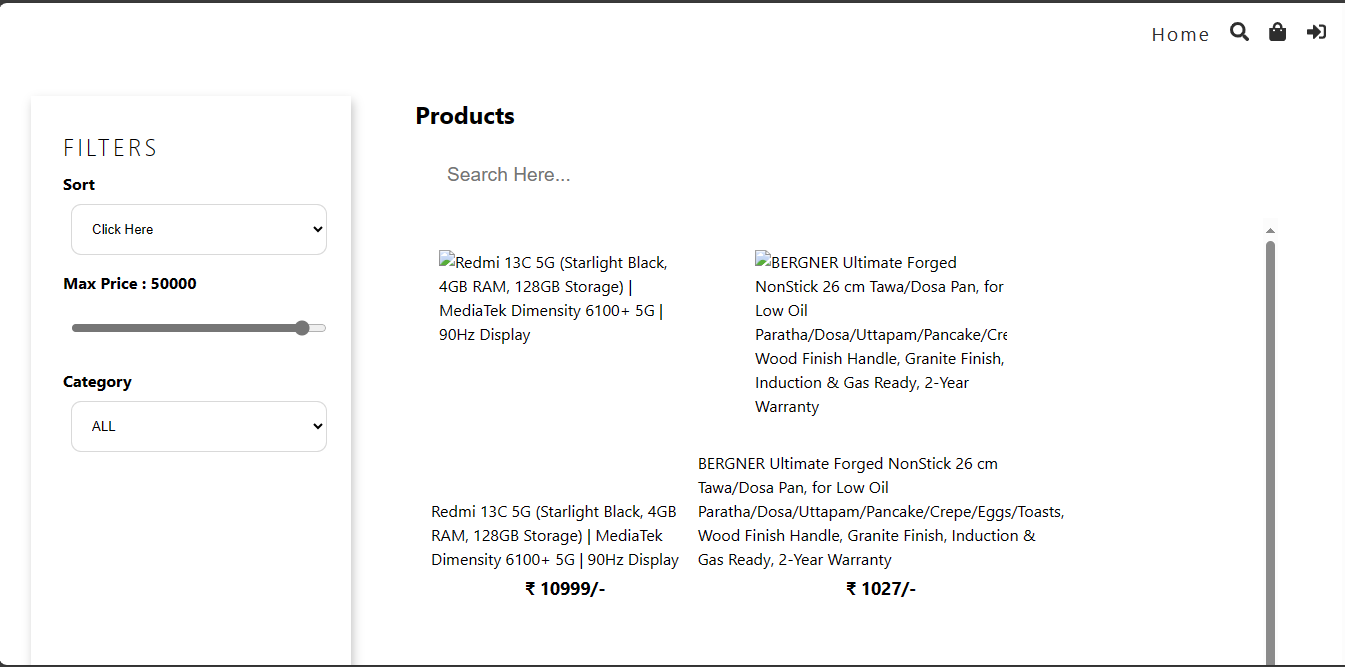 Home
FILTERS
Sort
Click Here
Max Price : 50000
Category
ALL
Products
Search Here...
Redmi 13C 5G (Starlight Black,
4GB RAM, 128GB Storage) |
MediaTek Dimensity 6100+ 5G |
90Hz Display
Redmi 13C 5G (Starlight Black, 4GB
RAM, 128GB Storage) | MediaTek
Dimensity 6100+ 5G | 90Hz Display
₹ 10999/-
BERGNER Ultimate Forged
NonStick 26 cm Tawa/Dosa Pan, for
Low Oil
Paratha/Dosa/Uttapam/Pancake/Cre
Wood Finish Handle, Granite Finish,
Induction & Gas Ready, 2-Year
Warranty
BERGNER Ultimate Forged NonStick 26 cm
Tawa/Dosa Pan, for Low Oil
Paratha/Dosa/Uttapam/Pancake/Crepe/Eggs/Toasts,
Wood Finish Handle, Granite Finish, Induction &
Gas Ready, 2-Year Warranty
₹ 1027/-